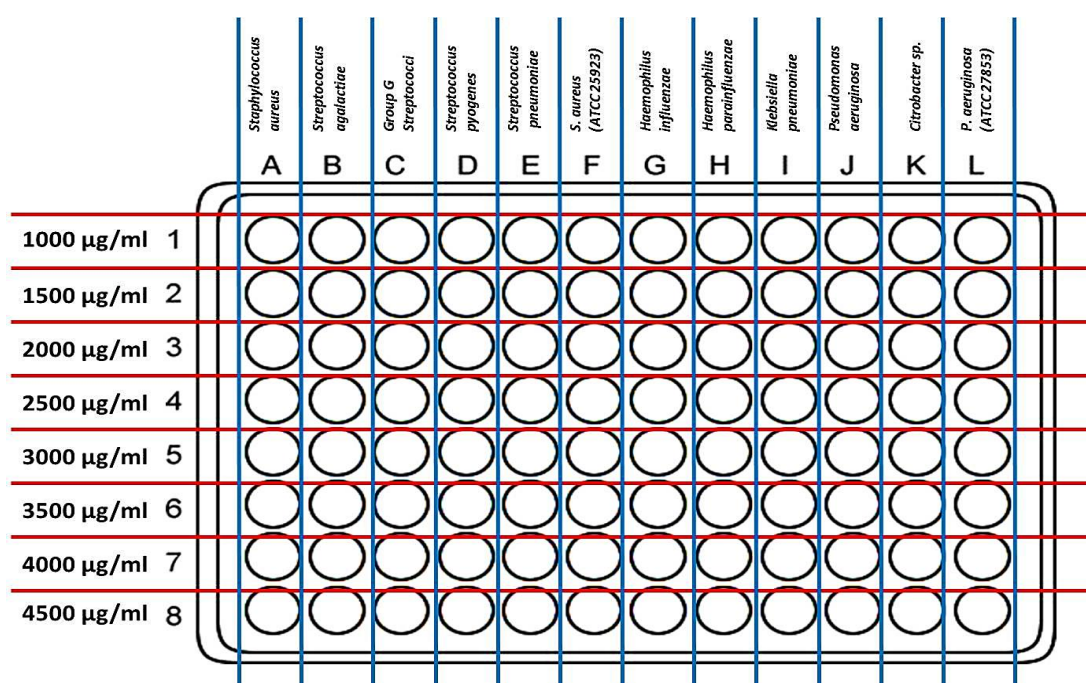 Staphylococcus
aureus
Streptococcus
agalactiae
Group G
Streptococci
Streptococcus
pyogenes
Streptococcus
pneumoniae
S. aureus
(ATCC25923)
Haemophilus
influenzae
Haemophilus
parainfluenzae
Klebsiella
pneumoniae
Pseudomonas
aeruginosa
Citrobacter sp.
P. aeruginosa
(ATCC27853)
A B C D E F G H I J K L
1000 µg/ml 1
1500 µg/ml 2
2000 µg/ml 3
2500 µg/ml 4
3000 µg/ml 5
3500 µg/ml 6
4000 µg/ml 7
4500 µg/ml 8